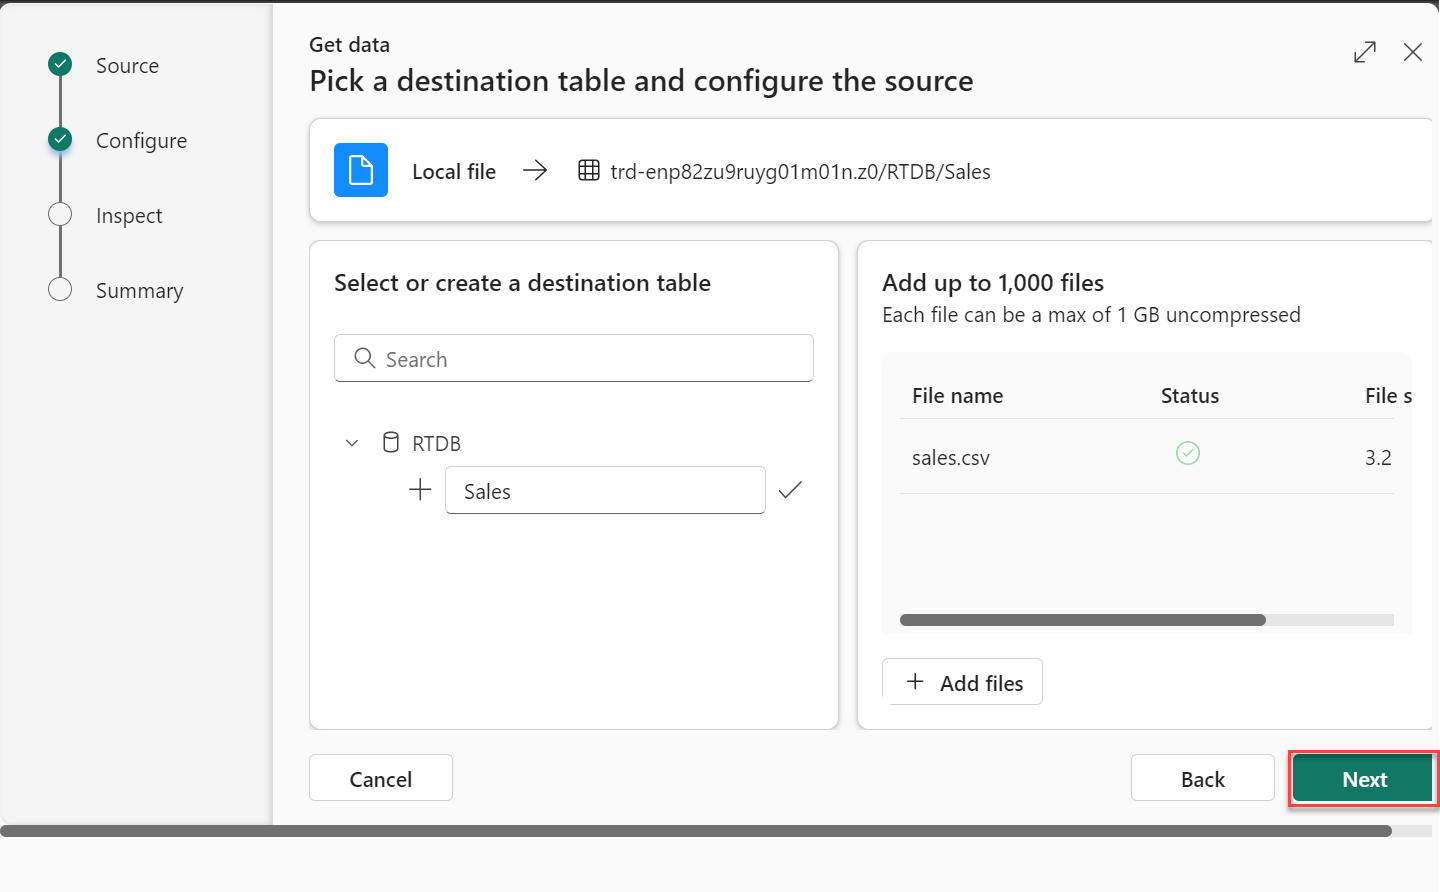 Source
Configure
Inspect
Summary
Get data
Pick a destination table and configure the source
Local file
trd-enp82zu9ruyg01m01n.z0/RTDB/Sales
Select or create a destination table
Search
RTDB
Sales
Add up to 1,000 files
Each file can be a max of 1 GB uncompressed
File name Status File s
sales.csv 3.2
Add files
Cancel Back Next